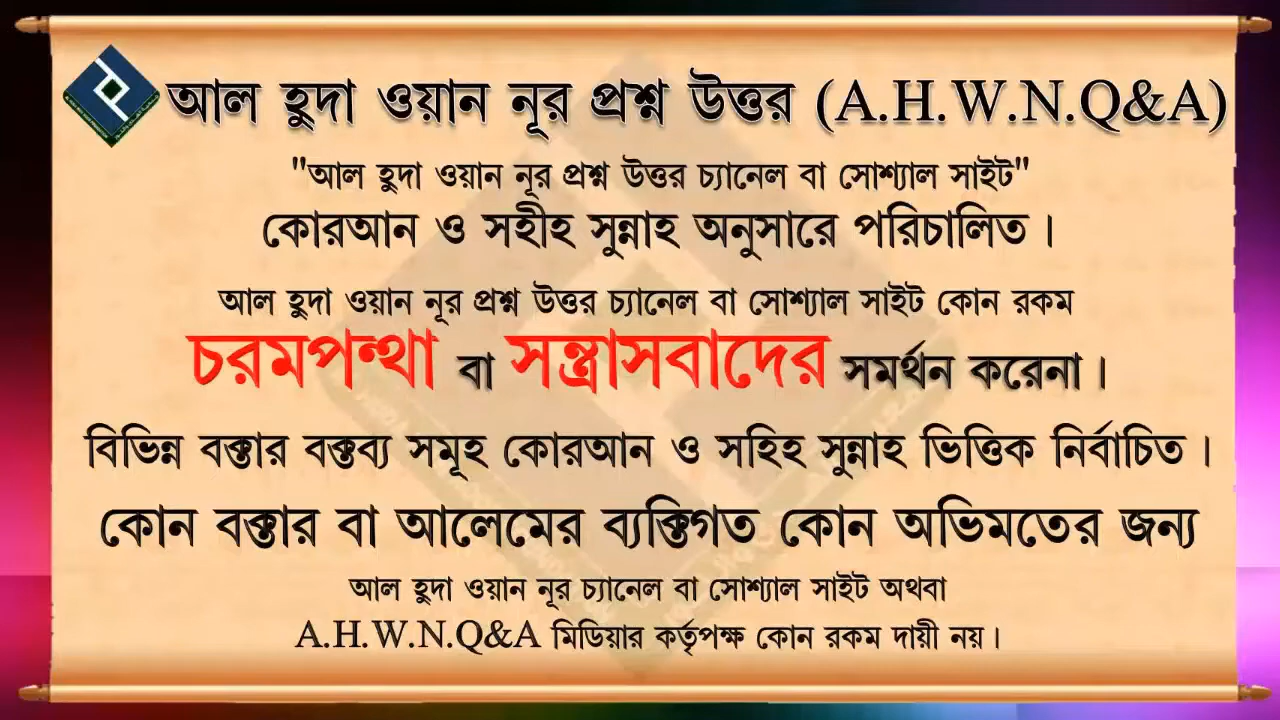 আল হুদা ওয়ান নূর প্রশ্ন উত্তর (A.H.W.N.Q&A)
"আল হুদা ওয়ান নূর প্রশ্ন উত্তর চ্যানেল বা সোশ্যাল সাইট"
কোরআন ও সহীহ সুন্নাহ অনুসারে পরিচালিত।
আল হুদা ওয়ান নূর প্রশ্ন উত্তর চ্যানেল বা সোশ্যাল সাইট কোন রকম
চরমপন্থা বা সন্ত্রাসবাদের সমর্থন করেনা।
বিভিন্ন বক্তার বক্তব্য সমূহ কোরআন ও সহিহ সুন্নাহ ভিত্তিক নির্বাচিত।
কোন বক্তার বা আলেমের ব্যক্তিগত কোন অভিমতের জন্য
আল হুদা ওয়ান নূর চ্যানেল বা সোশ্যাল সাইট অথবা
A.H.W.N.Q&A মিডিয়ার কর্তৃপক্ষ কোন রকম দায়ী নয়।